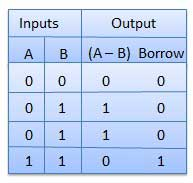 Inputs Output
A B (A – B) Borrow
0 0 0 0
0 1 1 0
0 1 1 0
1 1 0 1